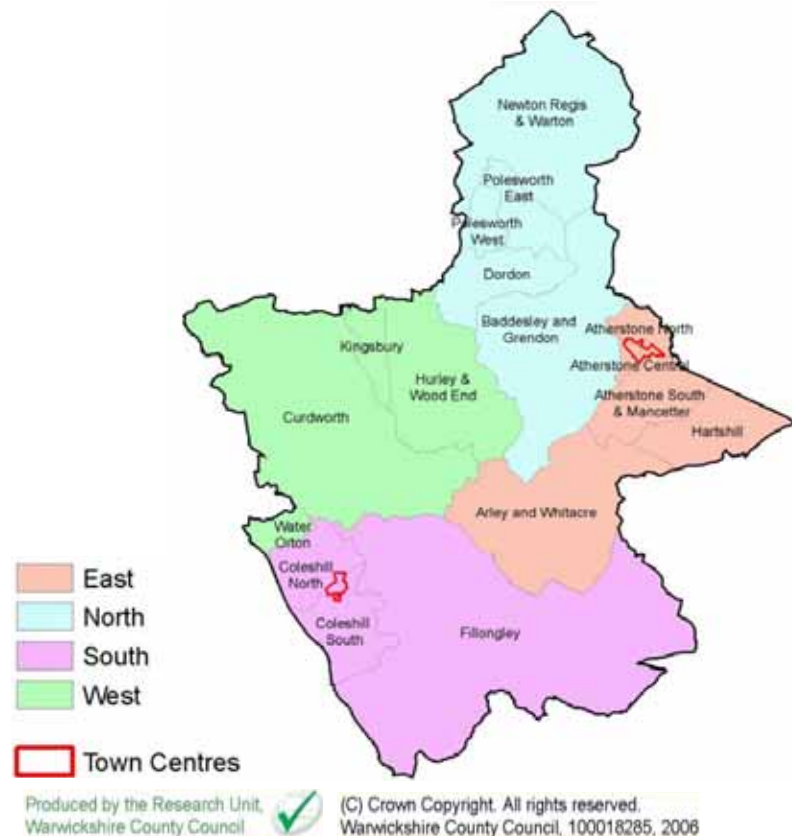 Newton Regis
& Warton
Polesworth
East
Polesworth
West
Dordon
Baddesley and
Grendon
Atherstone North
Atherstone Central
Atherstone South
& Mancetter
Hartshill
Kingsbury
Hurley &
Wood End
Curdworth
Arley and Whitacre
Water
Orton
Coleshill
North
Coleshill
South
Fillongley
East
North
South
West
Town Centres
Produced by the Research Unit,
Warwickshire County Council
(C) Crown Copyright. All rights reserved.
Warwickshire County Council, 100018285, 2006